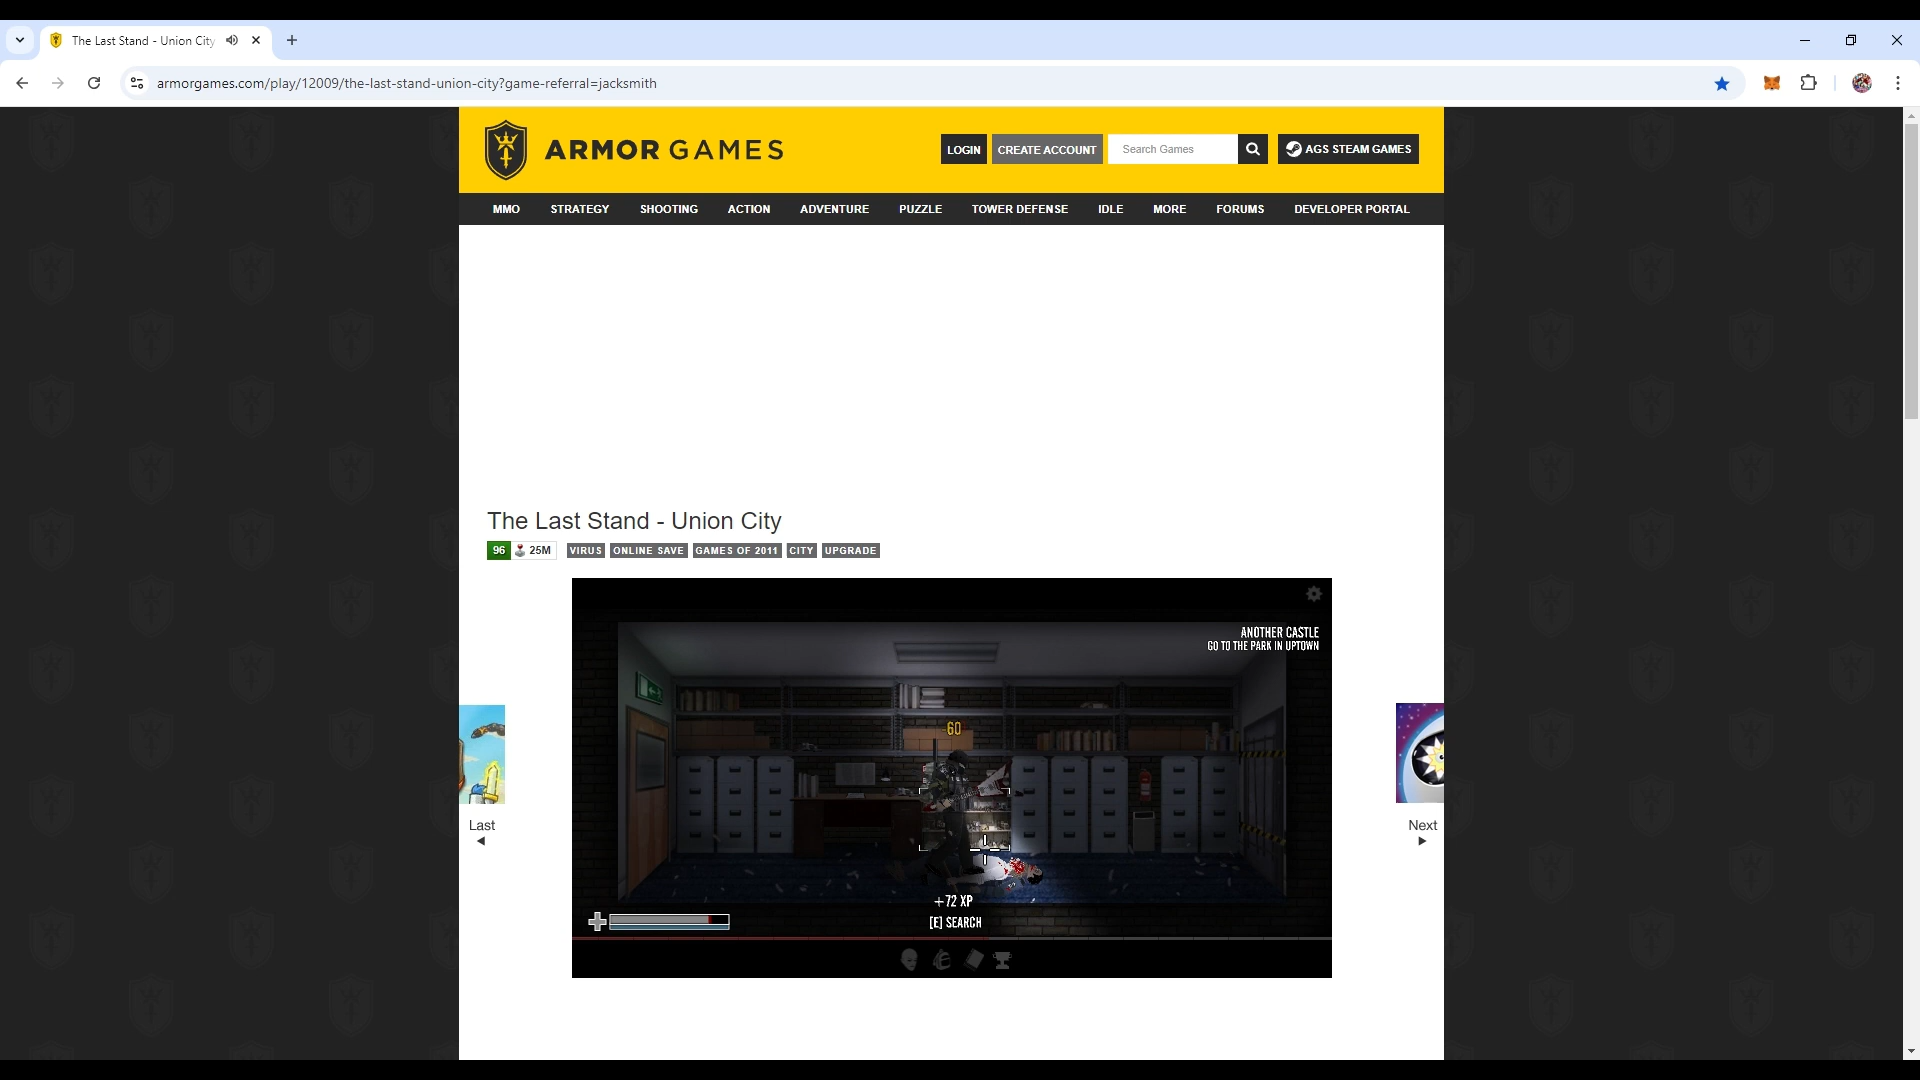 The Last Stand - Union City
armorgames.com/play/12009/the-last-stand-union-city?game-referral=jacksmith
ARMOR GAMES
LOGIN
CREATE ACCOUNT
Search Games
AGS STEAM GAMES
MMO
STRATEGY
SHOOTING
ACTION
ADVENTURE
PUZZLE
TOWER DEFENSE
IDLE
MORE
FORUMS
DEVELOPER PORTAL
The Last Stand - Union City
96
25M
VIRUS
ONLINE SAVE
GAMES OF 2011
CITY
UPGRADE
ANOTHER CASTLE
GO TO THE PARK IN UPTOWN
-60
Last
Next
+72 XP
[E] SEARCH